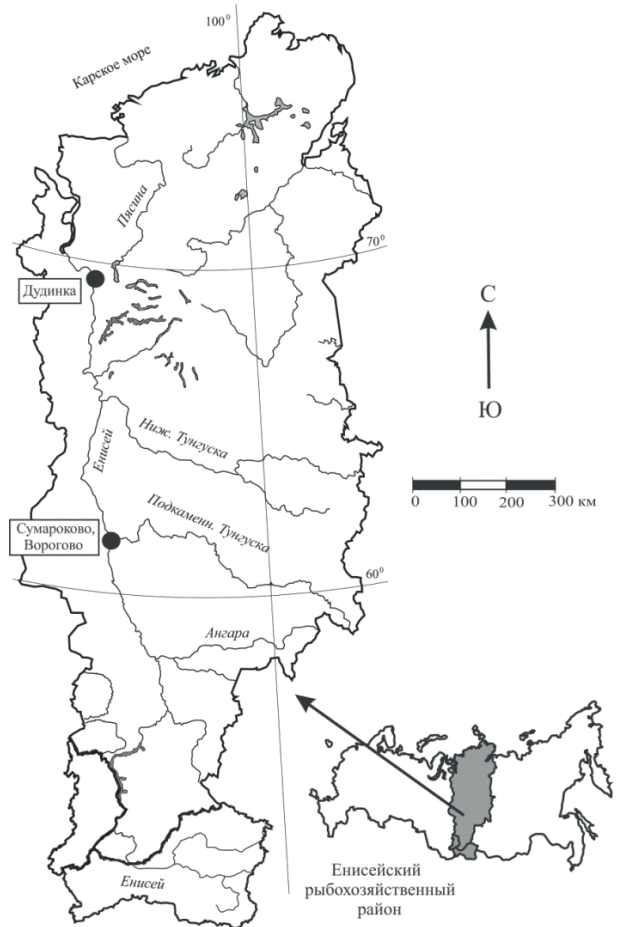 100⁰
Карское море
Пясина
70⁰
Дудинка
С
Ю
Енисей
Ниж. Тунгуска
0 100 200 300 км
Подкаменн. Тунгуска
Сумароково,
Ворогово
60⁰
Ангара
Енисей
Енисейский
рыбохозяйственный
район